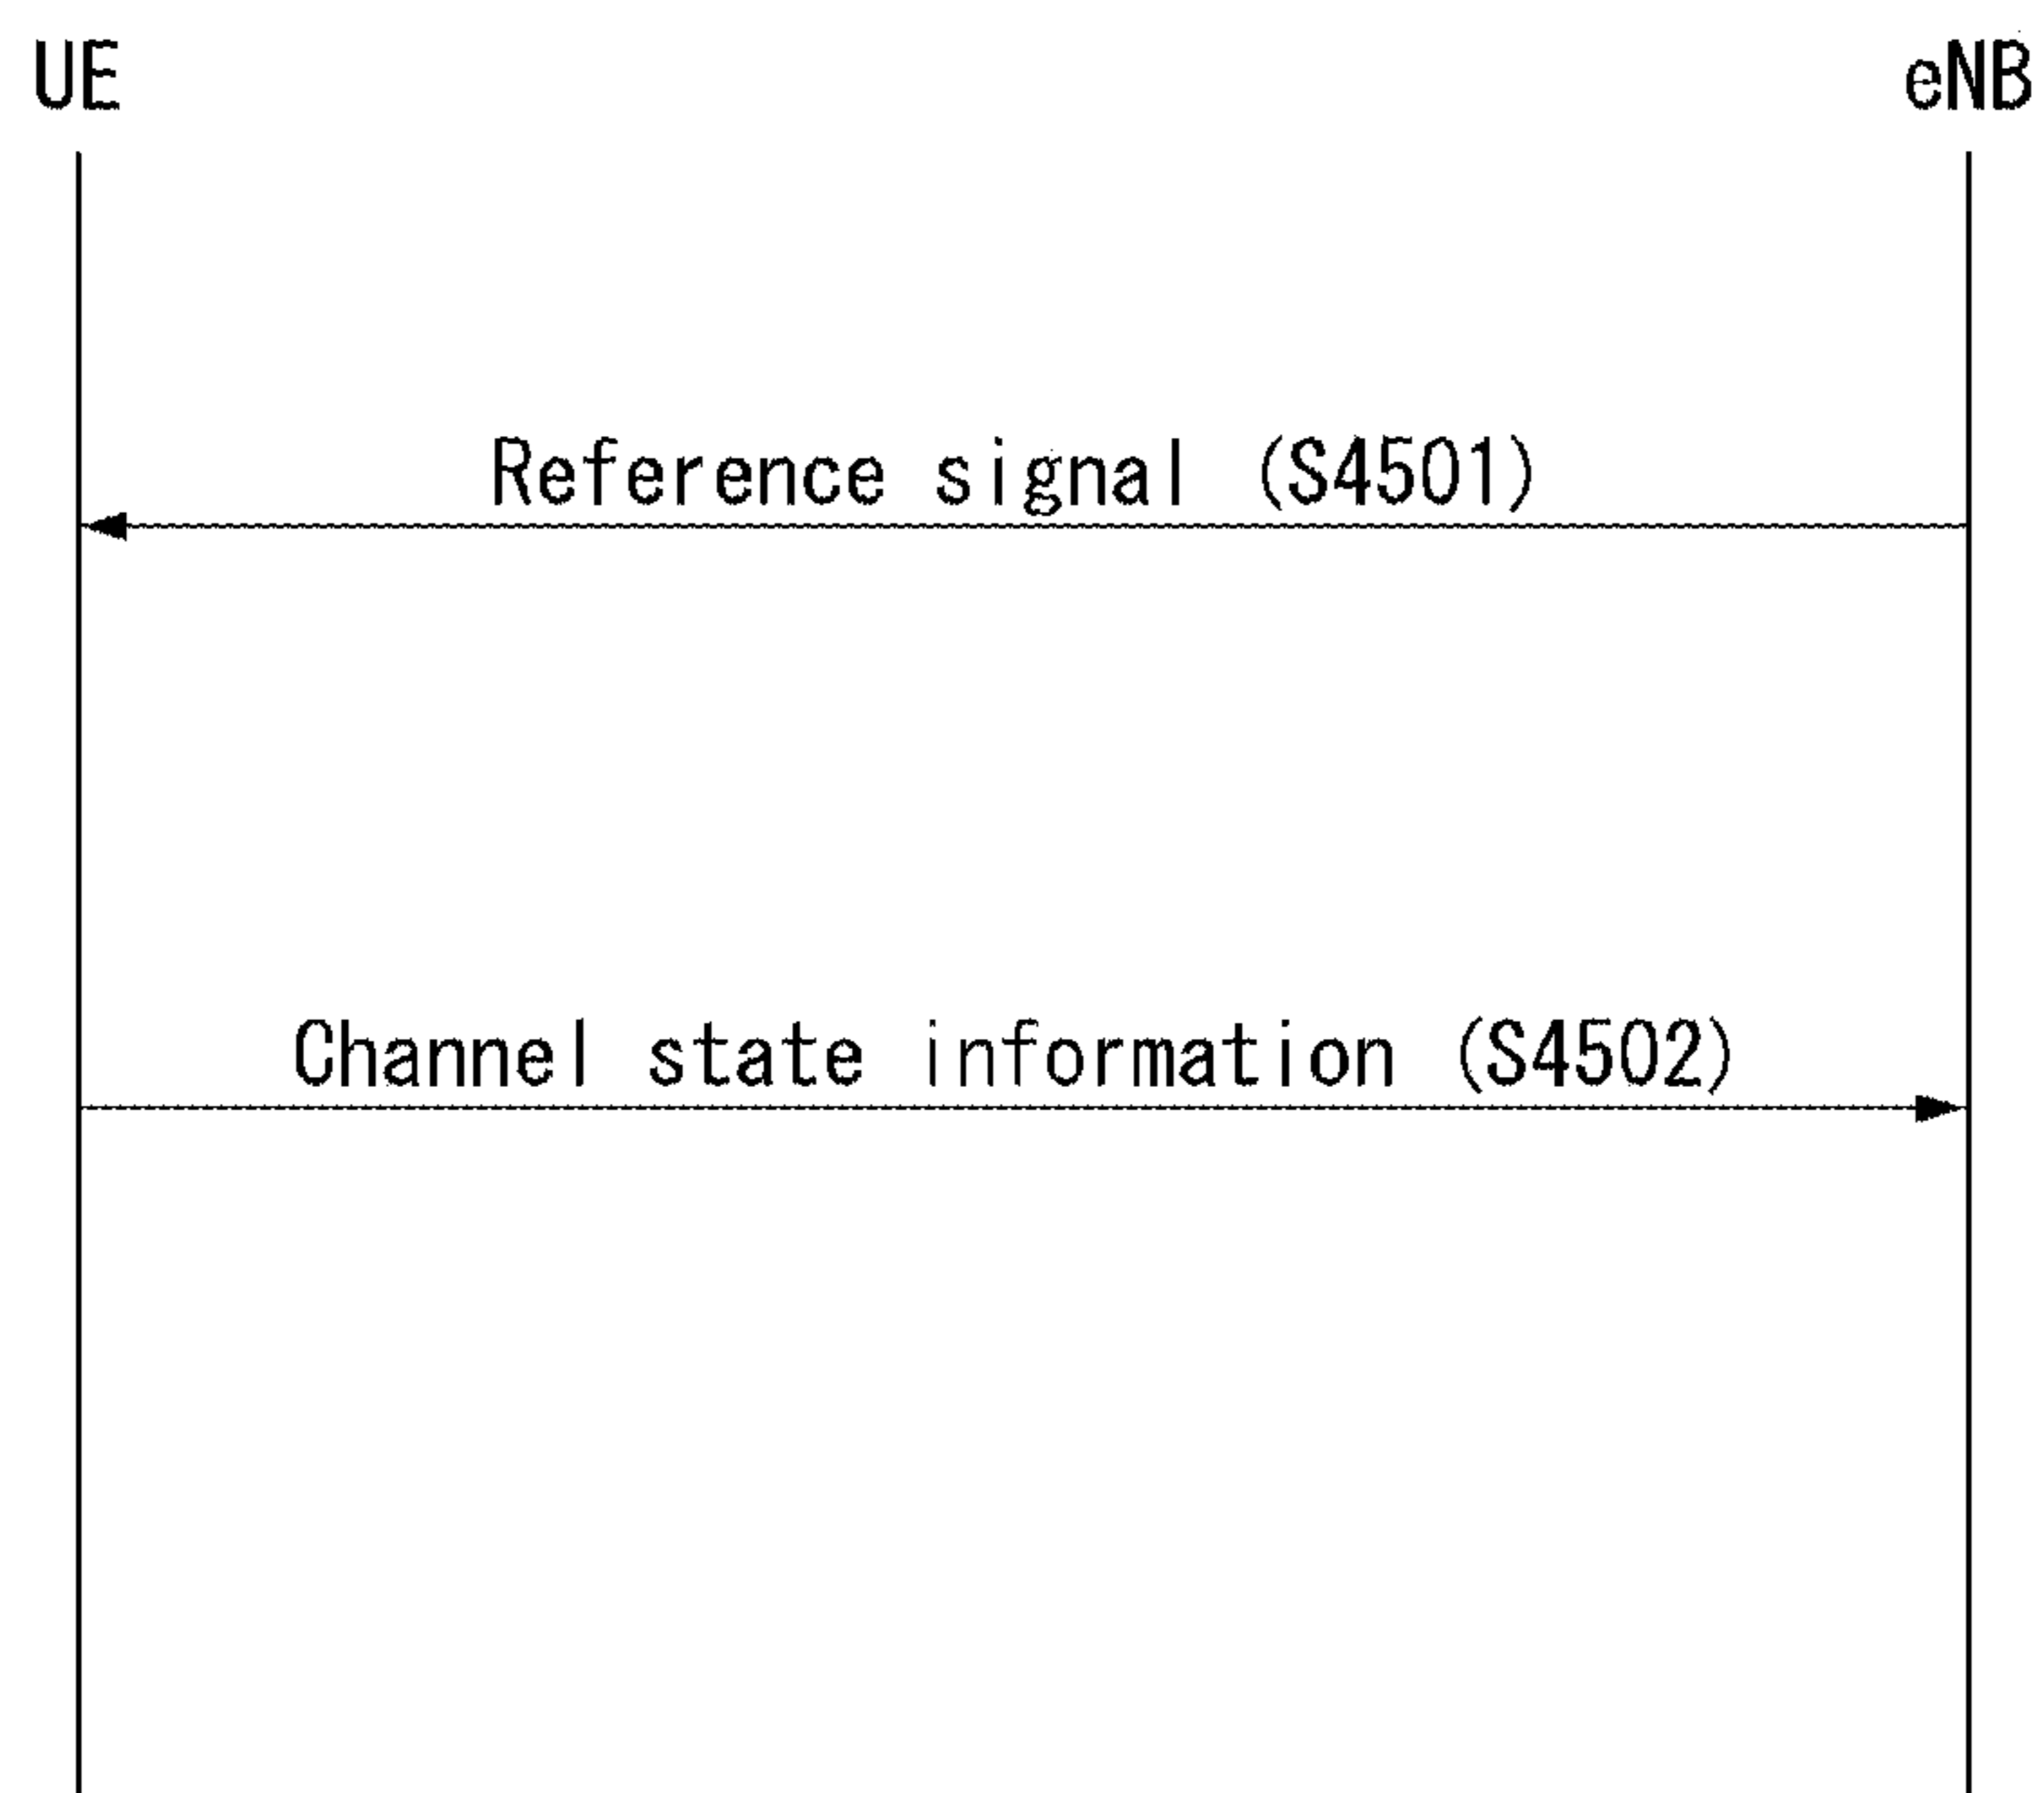 UE eNB
Reference signal (S4501)
Channel state information (S4502)